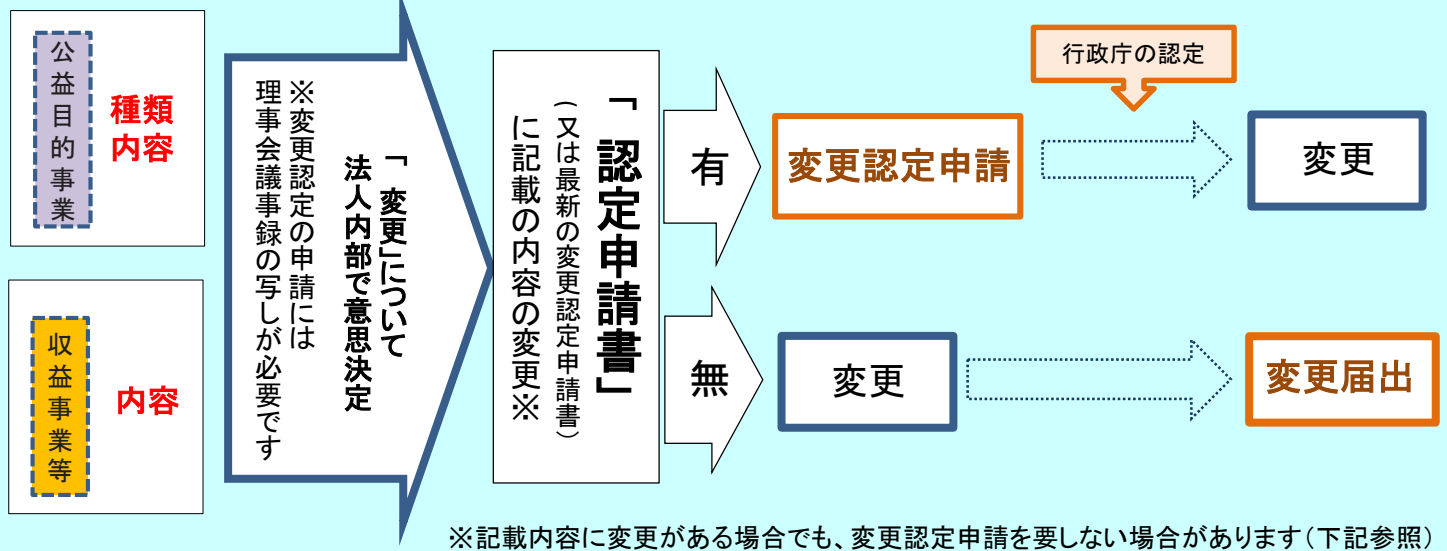 公益目的事業
種類
内容
収益事業等
内容
「変更」について
法人内部で意思決定
※変更認定の申請には
理事会議事録の写しが必要です
「認定申請書」
（又は最新の変更認定申請書）
に記載の内容の変更※
有
変更認定申請
行政庁の認定
変更
無
変更
変更届出
※記載内容に変更がある場合でも、変更認定申請を要しない場合があります（下記参照）